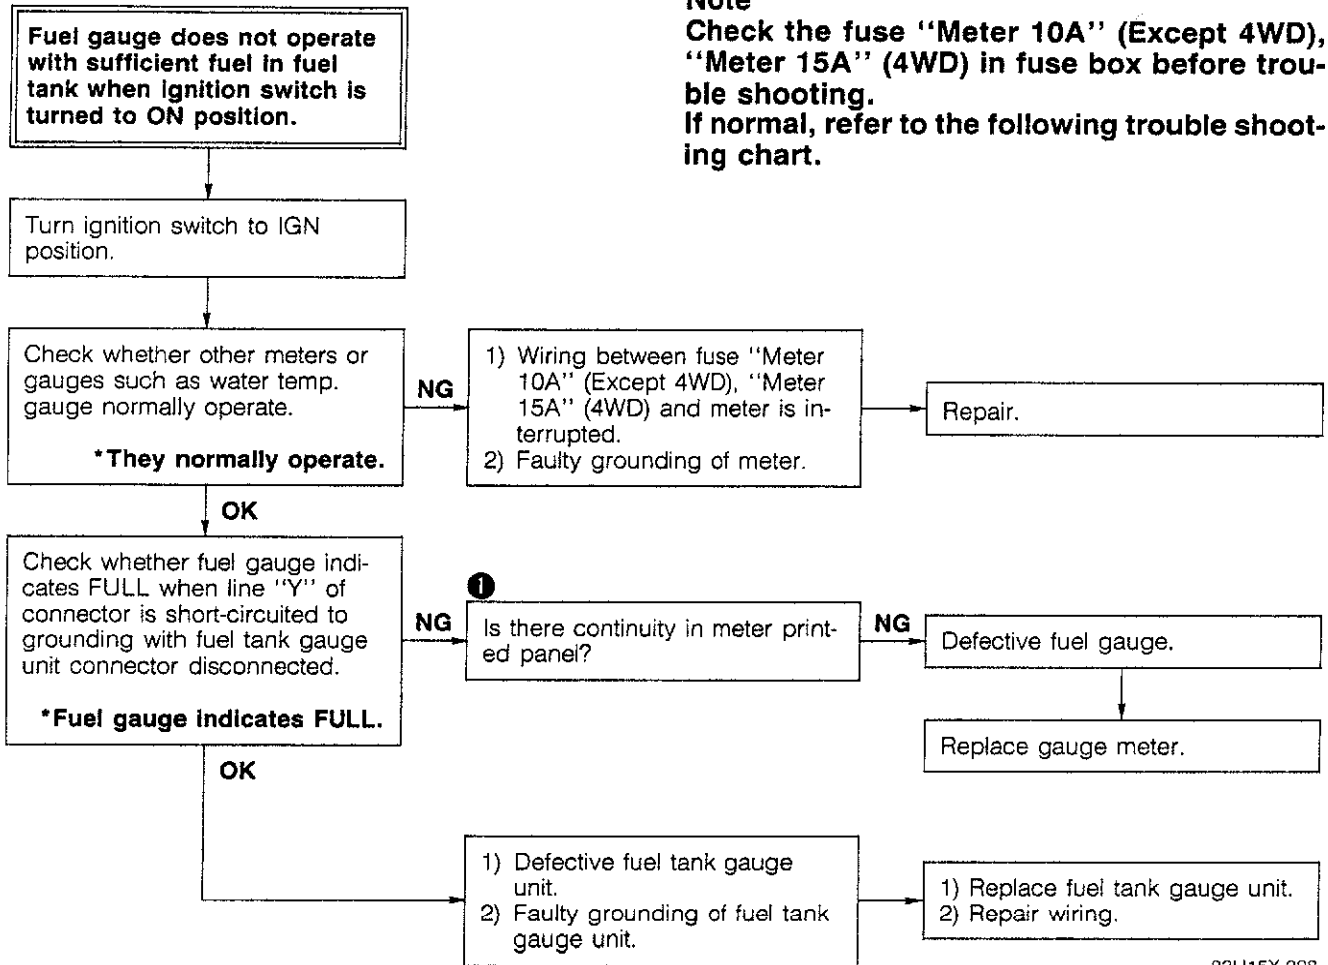 Note
Check the fuse "Meter 10A" (Except 4WD),
"Meter 15A" (4WD) in fuse box before trou-
ble shooting.
If normal, refer to the following trouble shoot-
ing chart.
Fuel gauge does not operate
with sufficient fuel in fuel
tank when ignition switch is
turned to ON position.
Turn ignition switch to IGN
position.
Check whether other meters or
gauges such as water temp.
gauge normally operate.
*They normally operate.
NG
1) Wiring between fuse "Meter
10A" (Except 4WD), "Meter
15A" (4WD) and meter is in-
terrupted.
2) Faulty grounding of meter.
Repair.
OK
Check whether fuel gauge indi-
cates FULL when line "Y" of
connector is short-circuited to
grounding with fuel tank gauge
unit connector disconnected.
*Fuel gauge indicates FULL.
NG
1
Is there continuity in meter print-
ed panel?
NG
Defective fuel gauge.
Replace gauge meter.
OK
1) Defective fuel tank gauge
unit.
2) Faulty grounding of fuel tank
gauge unit.
1) Replace fuel tank gauge unit.
2) Repair wiring.